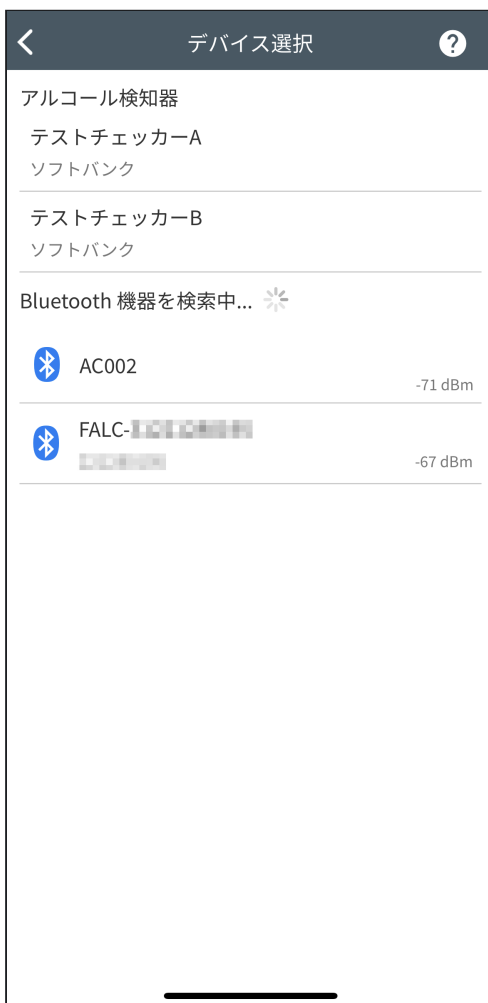 デバイス選択
?
アルコール検知器
テストチェッカーA
ソフトバンク
テストチェッカーB
ソフトバンク
Bluetooth 機器を検索中...
AC002
-71 dBm
FALC-
-67 dBm